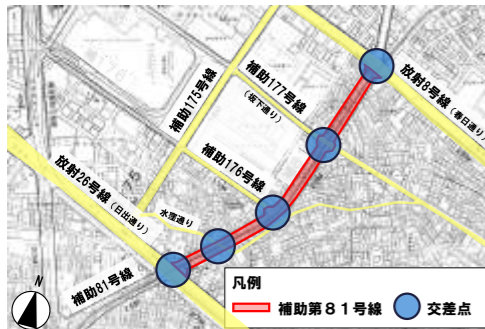 放射8号線(春日通り)
補助177号線
(坂下通り)
補助175号線
補助176号線
放射26号線(日出通り)
水窪通り
補助81号線
N
凡例
補助第81号線
交差点